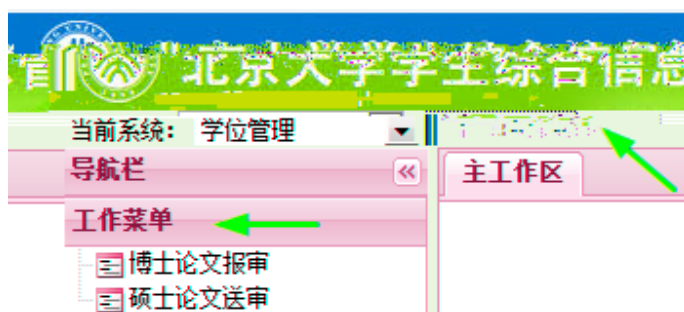 北京大学学生综合信息
当前系统： 学位管理
导航栏
主工作区
工作菜单
博士论文报审
硕士论文送审